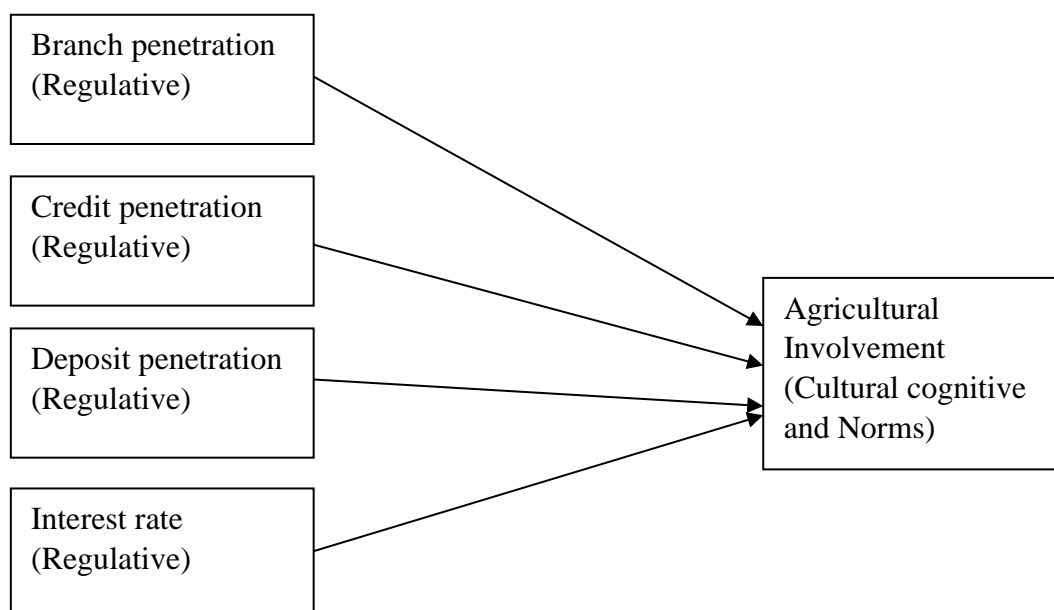 Branch penetration
(Regulative)
Credit penetration
(Regulative)
Deposit penetration
(Regulative)
Interest rate
(Regulative)
Agricultural
Involvement
(Cultural cognitive
and Norms)